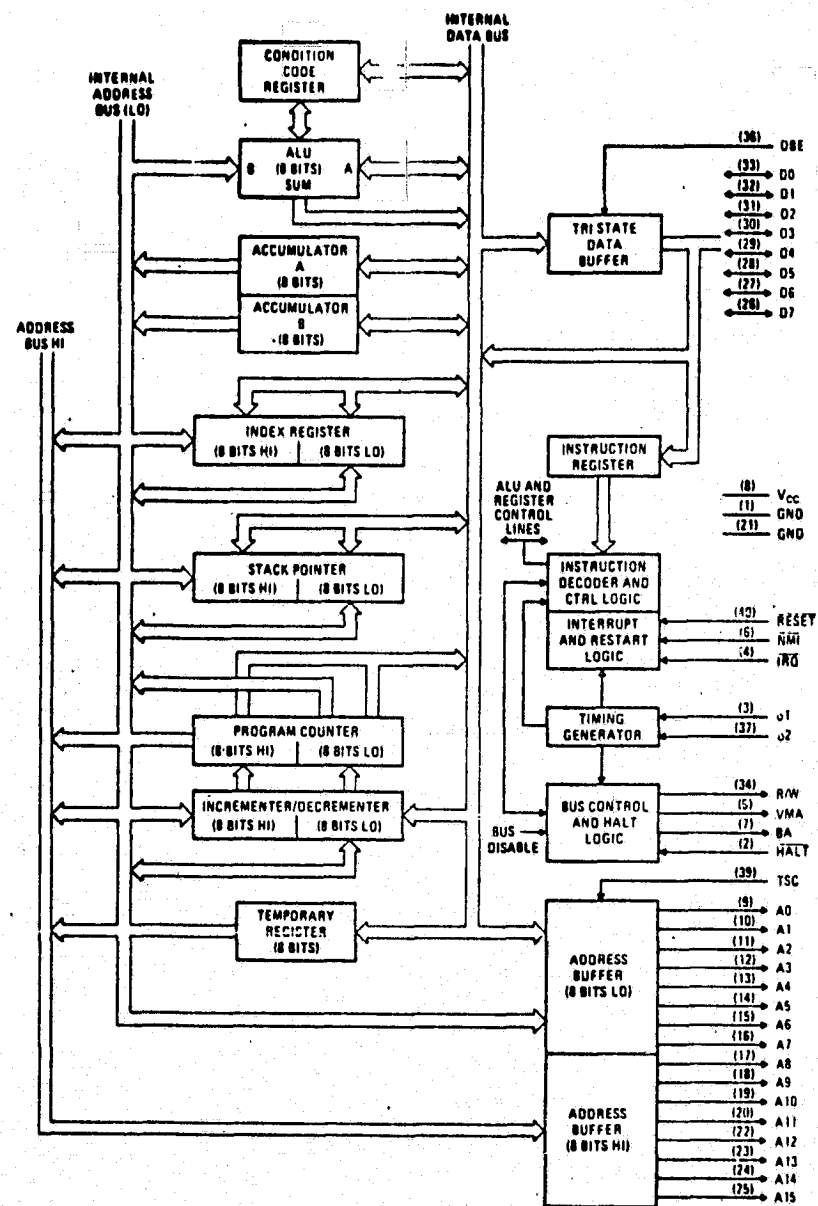 INTERNAL
DATA BUS
CONDITION
CODE
REGISTER
INTERNAL
ADDRESS
BUS (LO)
ALU
B (8 BITS) A
SUM
ACCUMULATOR
A
(8 BITS)
ACCUMULATOR
B
(8 BITS)
ADDRESS
BUS HI
INDEX REGISTER
(8 BITS HI) (8 BITS LO)
STACK POINTER
(8 BITS HI) (8 BITS LO)
PROGRAM COUNTER
(8 BITS HI) (8 BITS LO)
INCREMENTER/DECREMENTER
(8 BITS HI) (8 BITS LO)
TEMPORARY
REGISTER
(8 BITS)
(36) DBE
(33) D0
(32) D1
(31) D2
(30) D3
(29) D4
(28) D5
(27) D6
(26) D7
TRI STATE
DATA
BUFFER
INSTRUCTION
REGISTER
(8) VCC
(1) GND
(21) GND
ALU AND
REGISTER
CONTROL
LINES
INSTRUCTION
DECODER AND
CTRL LOGIC
INTERRUPT
AND RESTART
LOGIC
(40) RESET
(6) NMI
(4) IRQ
TIMING
GENERATOR
(3) ø1
(37) ø2
BUS CONTROL
AND HALT
LOGIC
BUS
DISABLE
(34) R/W
(5) VMA
(7) BA
(2) HALT
(39) TSC
ADDRESS
BUFFER
(8 BITS LO)
(9) A0
(10) A1
(11) A2
(12) A3
(13) A4
(14) A5
(15) A6
(16) A7
ADDRESS
BUFFER
(8 BITS HI)
(17) A8
(18) A9
(19) A10
(20) A11
(22) A12
(23) A13
(24) A14
(25) A15